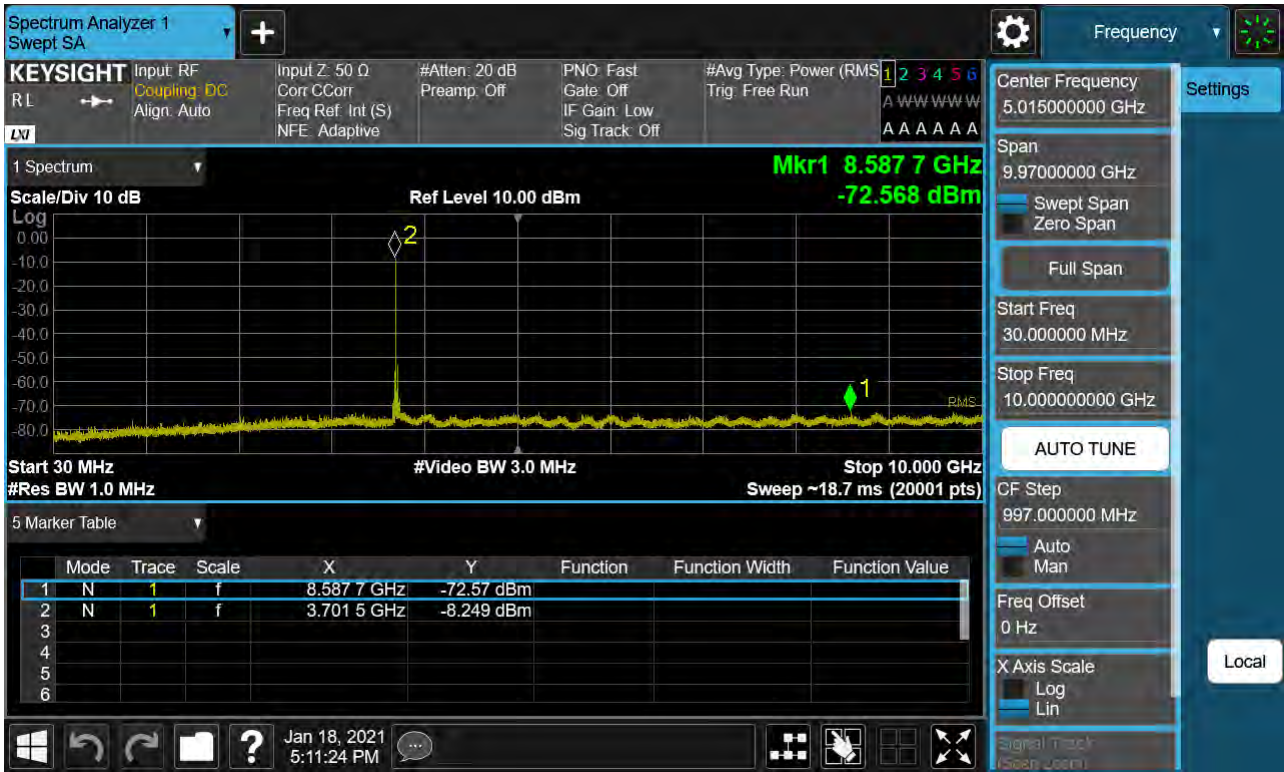 Spectrum Analyzer 1
Swept SA
Frequency
KEYSIGHT
RL
LXI
Input: RF
Coupling: DC
Align: Auto
Input Z: 50 Ω
Corr CCorr
Freq Ref: Int (S)
NFE: Adaptive
#Atten: 20 dB
Preamp: Off
PNO: Fast
Gate: Off
IF Gain: Low
Sig Track: Off
#Avg Type: Power (RMS
Trig: Free Run
1 2 3 4 5 6
A W W W W W
A A A A A A
1 Spectrum
Mkr1 8.587 7 GHz
-72.568 dBm
Scale/Div 10 dB
Ref Level 10.00 dBm
Log
0.00
-10.0
-20.0
-30.0
-40.0
-50.0
-60.0
-70.0
-80.0
2
1
RMS
Start 30 MHz
#Video BW 3.0 MHz
Stop 10.000 GHz
#Res BW 1.0 MHz
Sweep ~18.7 ms (20001 pts)
5 Marker Table
Mode Trace Scale X Y Function Function Width Function Value
1 N 1 f 8.587 7 GHz -72.57 dBm
2 N 1 f 3.701 5 GHz -8.249 dBm
3
4
5
6
Jan 18, 2021
5:11:24 PM
?
Center Frequency
5.015000000 GHz
Settings
Span
9.97000000 GHz
Swept Span
Zero Span
Full Span
Start Freq
30.000000 MHz
Stop Freq
10.000000000 GHz
AUTO TUNE
CF Step
997.000000 MHz
Auto
Man
Freq Offset
0 Hz
X Axis Scale
Log
Lin
Local
Signal Track
(Span Zoom)